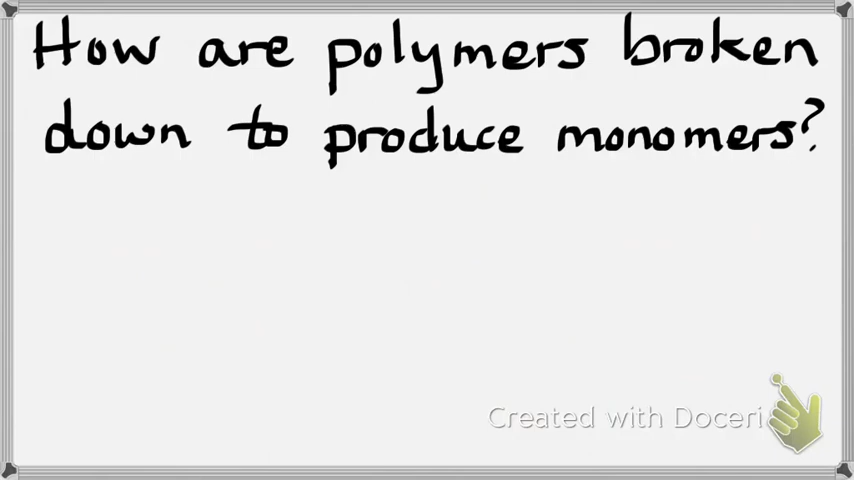 How are polymers broken
down to produce monomers?
Created with Doceri